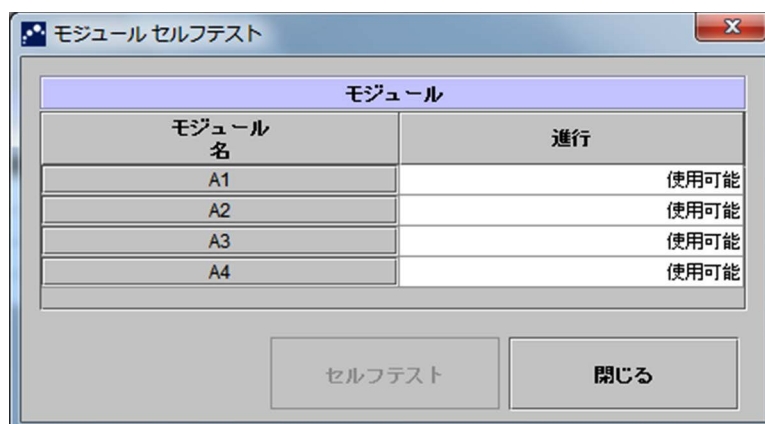 モジュール セルフテスト
モジュール
モジュール
名
進行
A1
使用可能
A2
使用可能
A3
使用可能
A4
使用可能
セルフテスト
閉じる